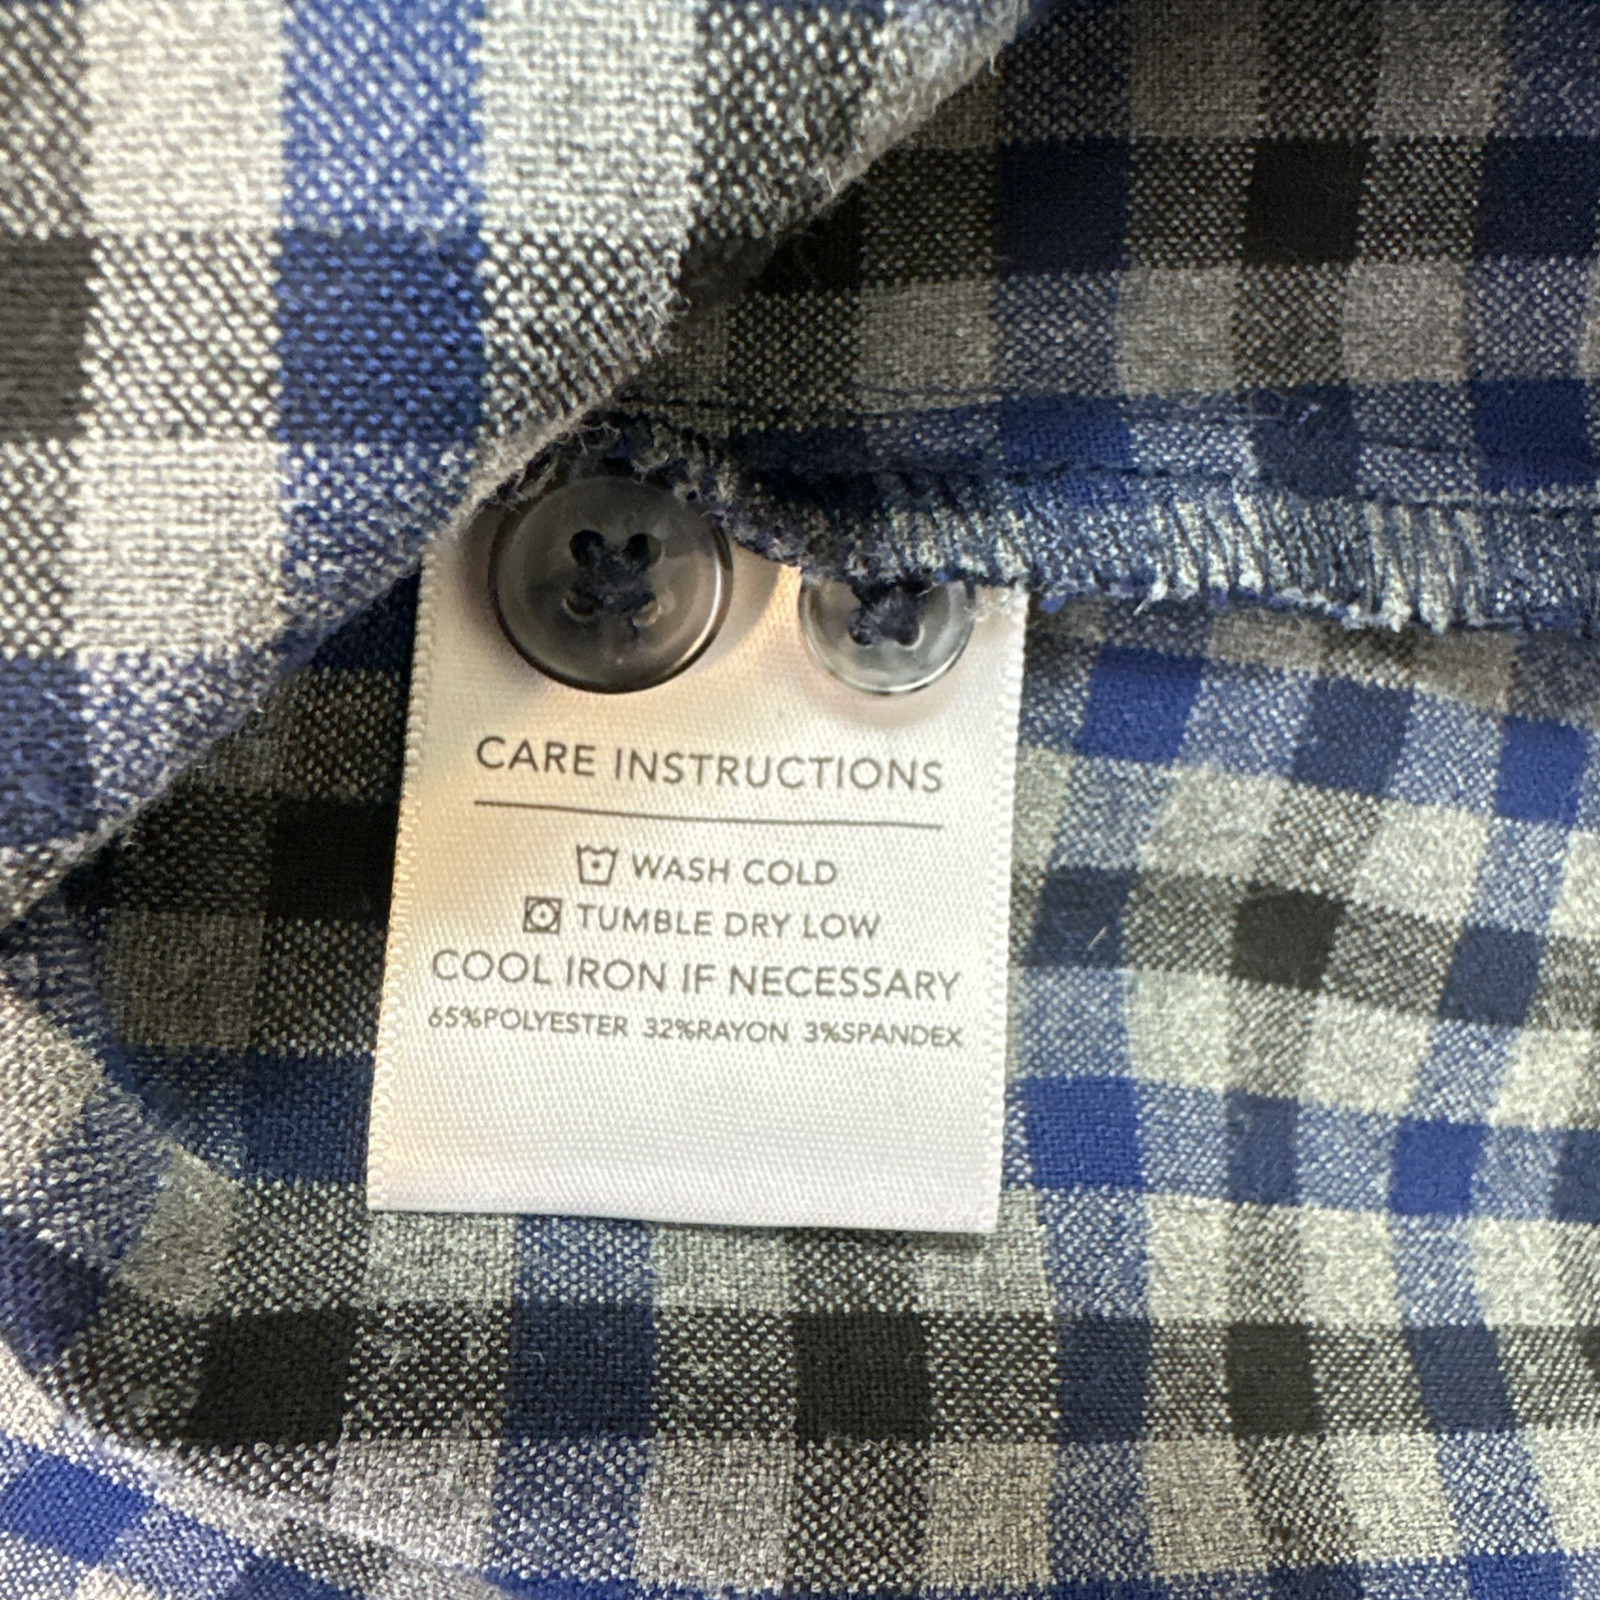 CARE INSTRUCTIONS
WASH COLD
TUMBLE DRY LOW
COOL IRON IF NECESSARY
65%POLYESTER 32%RAYON 3%SPANDEX